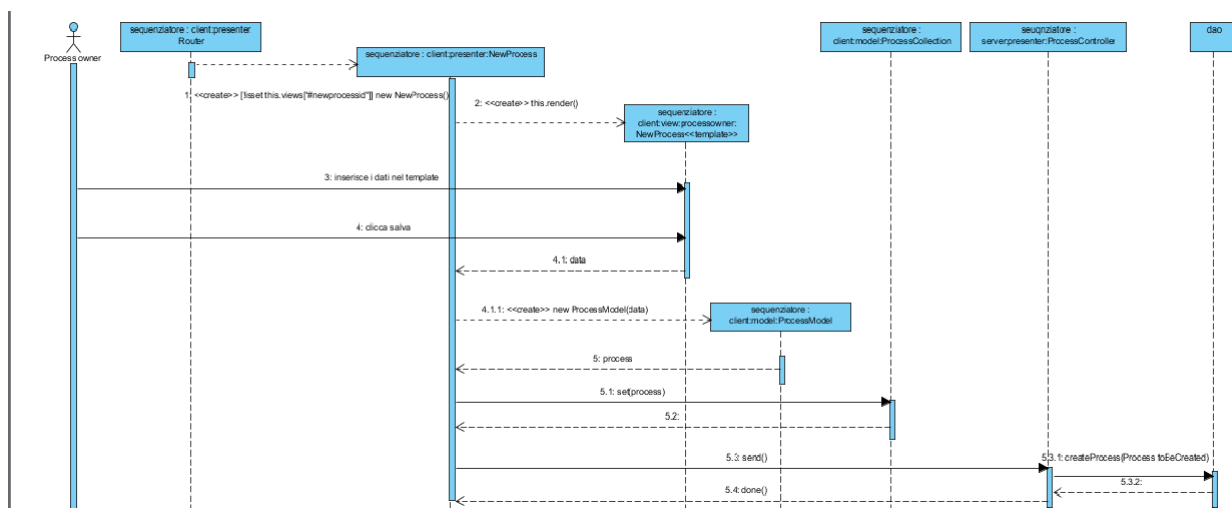 sequenziatore : client:presenter
Router
sequenziatore : client:presenter:NewProcess
sequenziatore :
client:model:ProcessCollection
seuqnziatore :
server:presenter:ProcessController
dao
Process owner
1: <<create>> [!isset this.views["#newprocessid"]] new NewProcess()
2: <<create>> this.render()
sequenziatore :
client:view:processowner:
NewProcess<<template>>
3: inserisce i dati nel template
4: clicca salva
4.1: data
4.1.1: <<create>> new ProcessModel(data)
sequenziatore :
client:model:ProcessModel
5: process
5.1: set(process)
5.2:
5.3: send()
5.3.1: createProcess(Process toBeCreated)
5.3.2:
5.4: done()